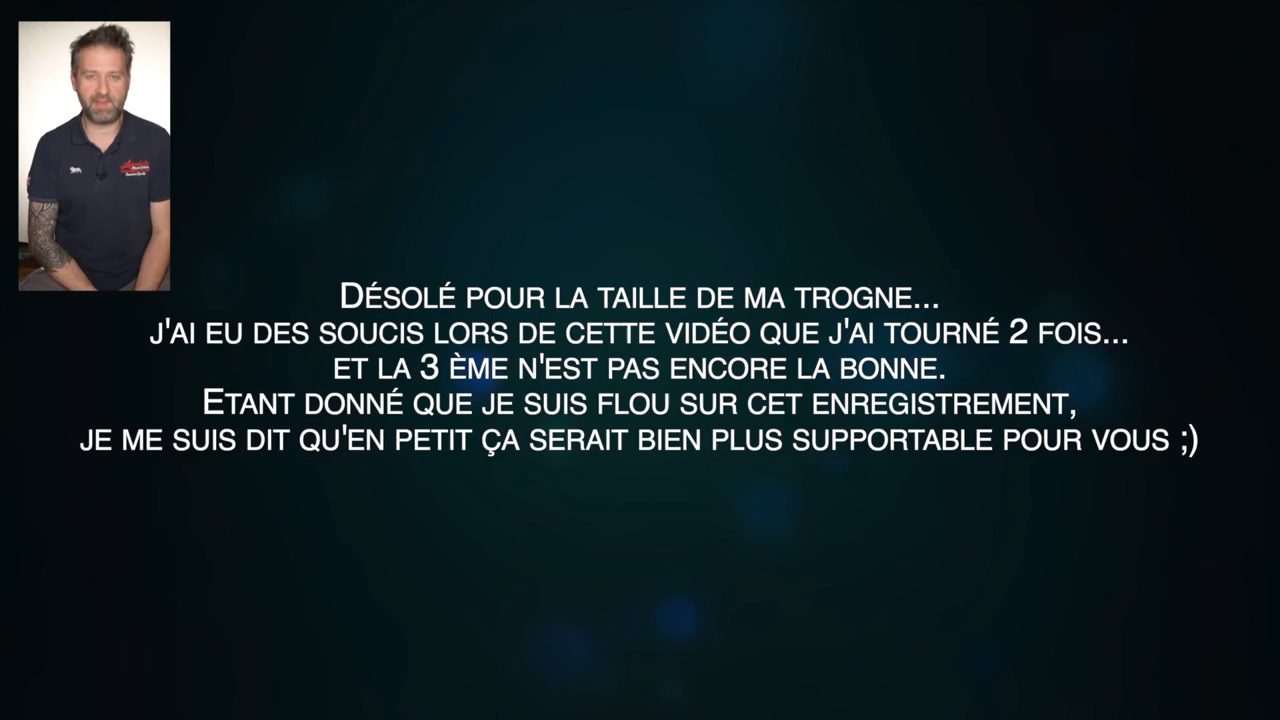 Désolé pour la taille de ma trogne...
j'ai eu des soucis lors de cette vidéo que j'ai tourné 2 fois...
et la 3 ème n'est pas encore la bonne.
Etant donné que je suis flou sur cet enregistrement,
je me suis dit qu'en petit ça serait bien plus supportable pour vous ;)